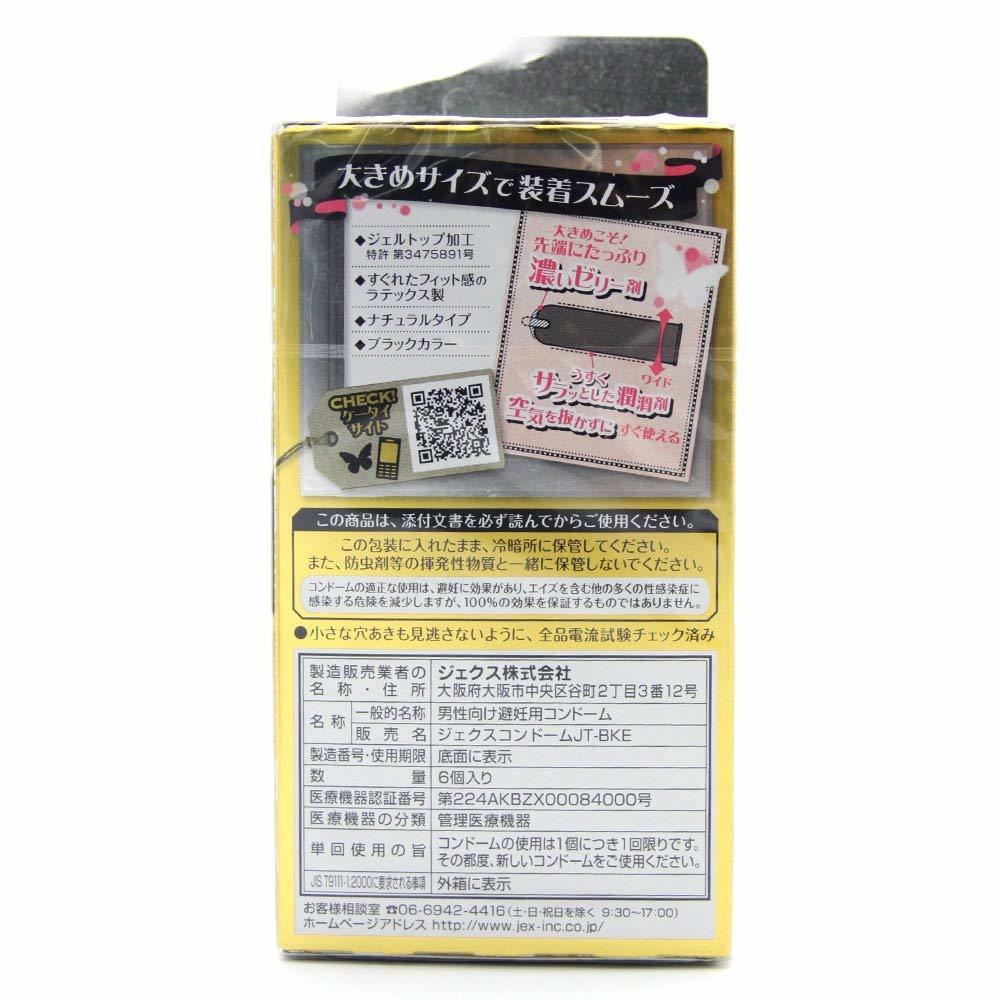 大きめサイズで装着スムーズ
◆ジェルトップ加工
特許 第3475891号
◆すぐれたフィット感の
ラテックス製
◆ナチュラルタイプ
◆ブラックカラー
大きめこそ!
先端にたっぷり
濃いゼリー剤
ワイド
うすく
サラッとした潤滑剤
空気を抜かずにすぐ使える
CHECK!
ケータイ
サイト
この商品は、添付文書を必ず読んでからご使用ください。
この包装に入れたまま、冷暗所に保管してください。
また、防虫剤等の揮発性物質と一緒に保管しないでください。
コンドームの適正な使用は、避妊に効果があり、エイズを含む他の多くの性感染症に
感染する危険を減少しますが、100%の効果を保証するものではありません。
●小さな穴あきも見逃さないように、全品電流試験チェック済み
製造販売業者の ジェクス株式会社
名称・住所 大阪府大阪市中央区谷町2丁目3番12号
名称 一般的名称 男性向け避妊用コンドーム
販売名 ジェクスコンドームJT-BKE
製造番号・使用期限 底面に表示
数量 6個入り
医療機器認証番号 第224AKBZX00084000号
医療機器の分類 管理医療機器
単回使用の旨 コンドームの使用は1個につき1回限りです。
その都度、新しいコンドームをご使用ください。
JIS T9111-1:2000に要求される事項 外箱に表示
お客様相談室 ☎06-6942-4416(土・日・祝日を除く 9:30~17:00)
ホームページアドレス http://www.jex-inc.co.jp/